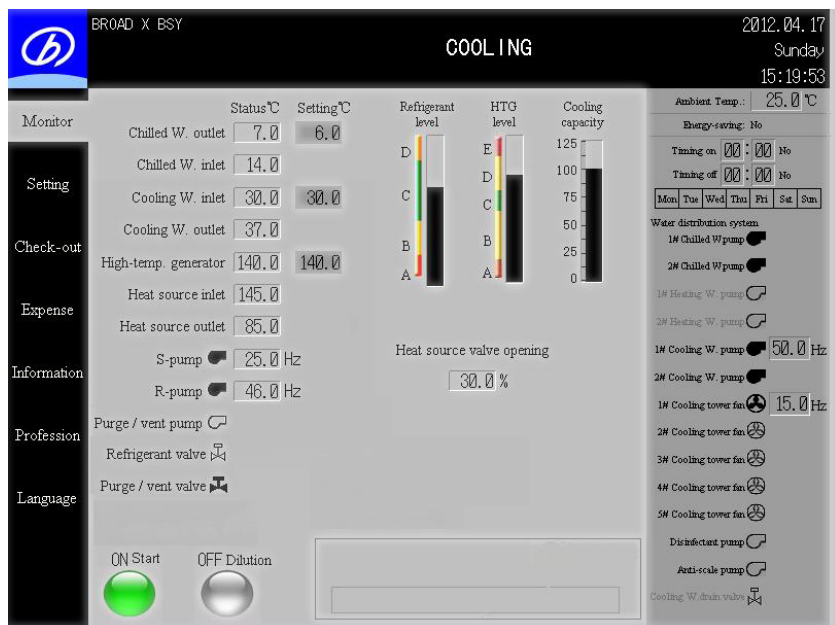 BROAD X BSY
COOLING
2012.04.17
Sunday
15:19:53
Monitor
Setting
Check-out
Expense
Information
Profession
Language
Status℃ Setting℃
Chilled W. outlet 7.0 6.0
Chilled W. inlet 14.0
Cooling W. inlet 30.0 30.0
Cooling W. outlet 37.0
High-temp. generator 140.0 140.0
Heat source inlet 145.0
Heat source outlet 85.0
S-pump 25.0 Hz
R-pump 46.0 Hz
Purge / vent pump
Refrigerant valve
Purge / vent valve
ON Start OFF Dilution
Refrigerant
level
D
C
B
A
HTG
level
E
D
C
B
A
Cooling
capacity
125
100
75
50
25
0
Heat source valve opening
30.0 %
Ambient Temp.: 25.0 ℃
Energy-saving: No
Timing on 00 : 00 No
Timing off 00 : 00 No
Mon Tue Wed Thu Fri Sat Sun
Water distribution system
1# Chilled W.pump
2# Chilled W.pump
1# Heating W. pump
2# Heating W. pump
1# Cooling W. pump 50.0 Hz
2# Cooling W. pump
1# Cooling tower fan 15.0 Hz
2# Cooling tower fan
3# Cooling tower fan
4# Cooling tower fan
5# Cooling tower fan
Disinfectant pump
Anti-scale pump
Cooling W.drain valve